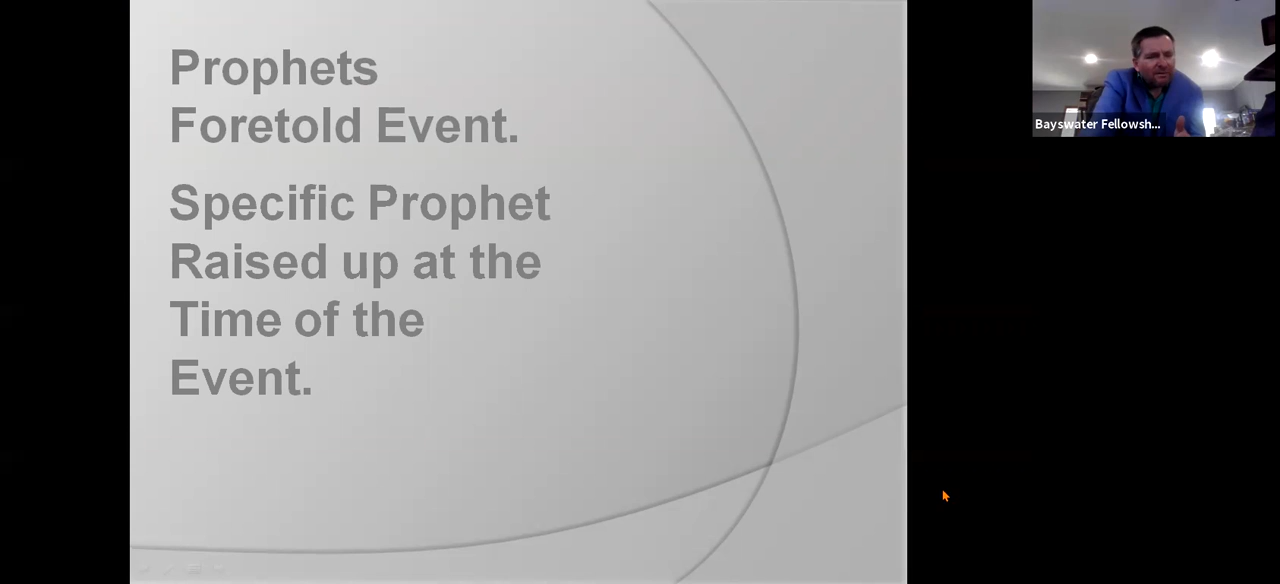 Prophets
Foretold Event.
Specific Prophet
Raised up at the
Time of the
Event.
Bayswater Fellowsh...